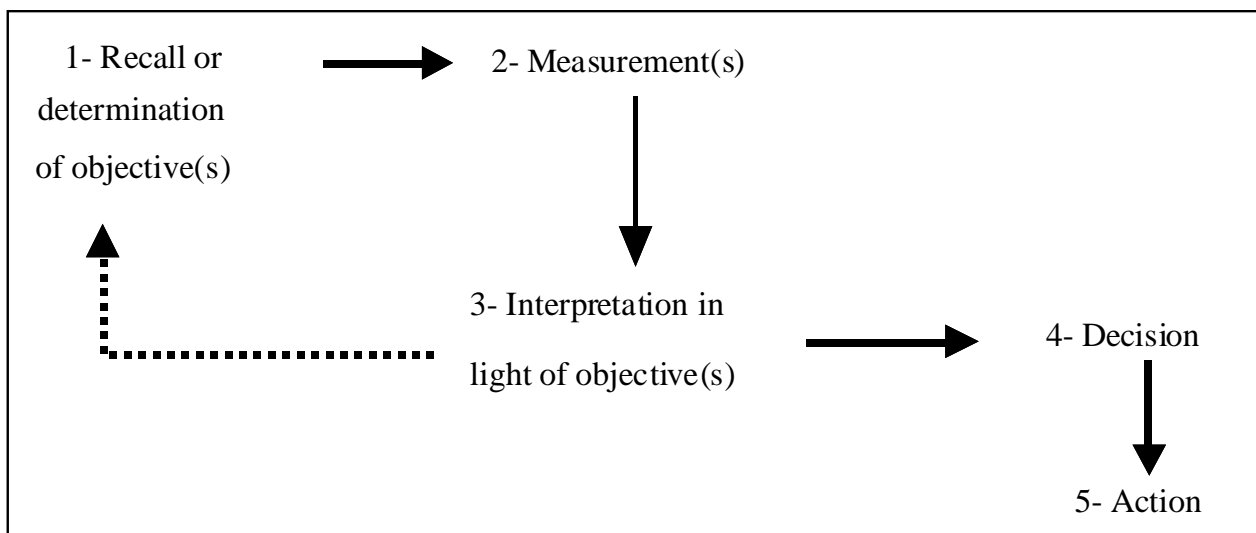 1- Recall or
determination
of objective(s)
2- Measurement(s)
3- Interpretation in
light of objective(s)
4- Decision
5- Action